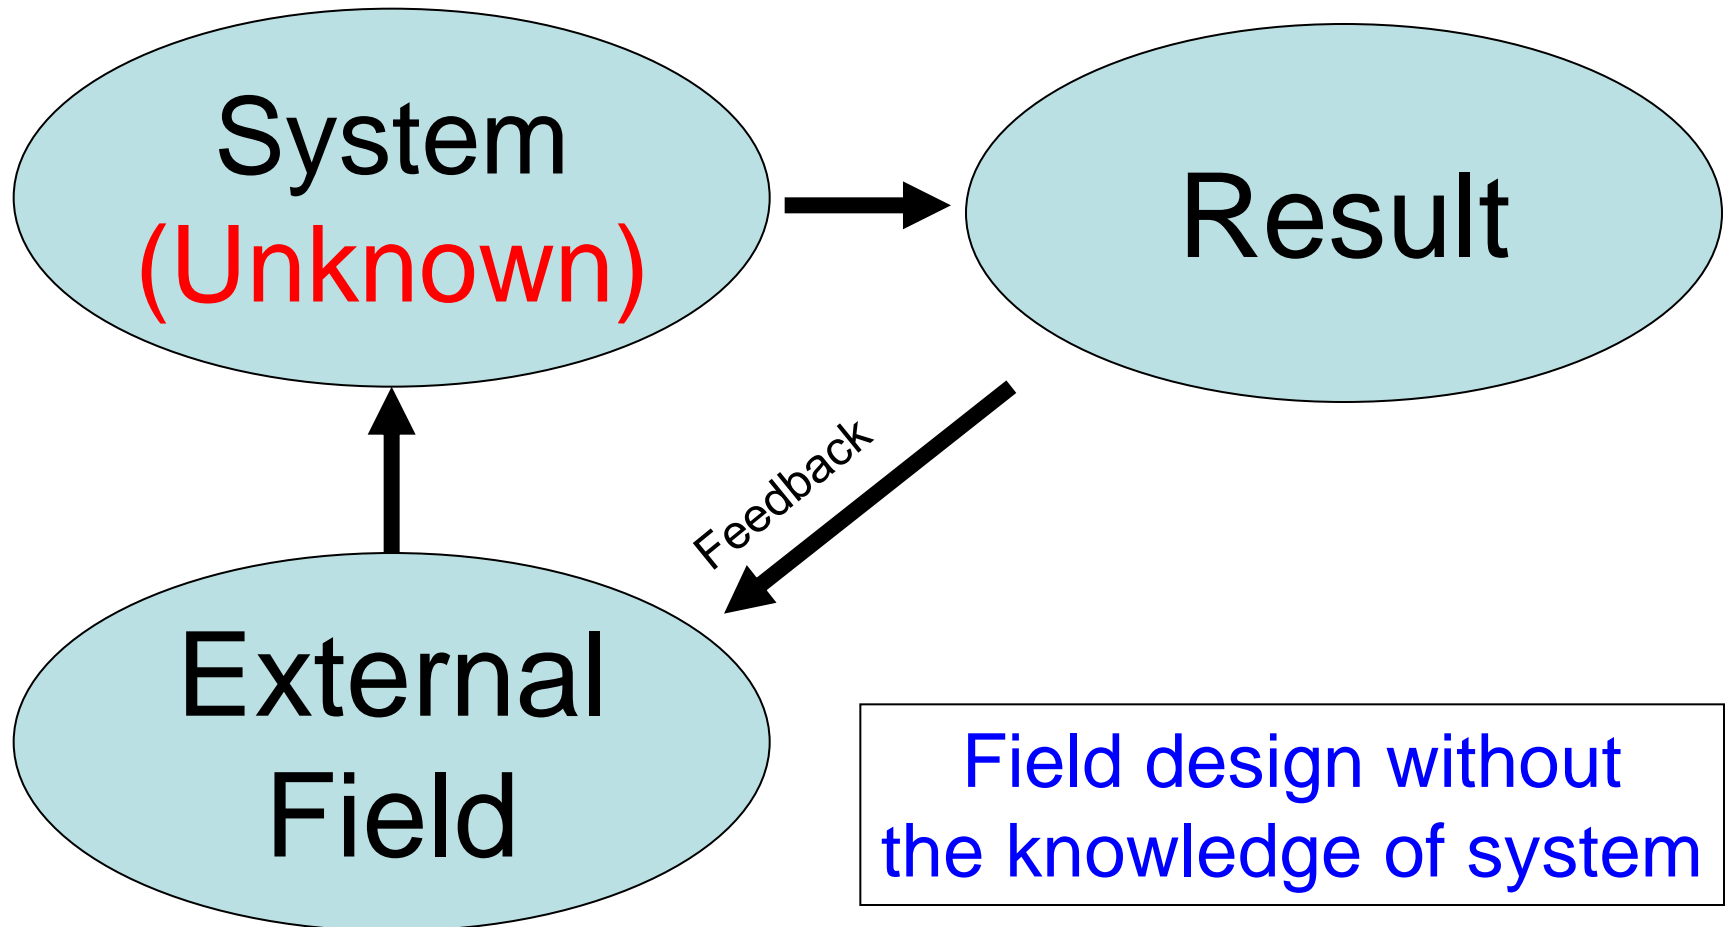 System
(Unknown)
Result
Feedback
External
Field
Field design without
the knowledge of system